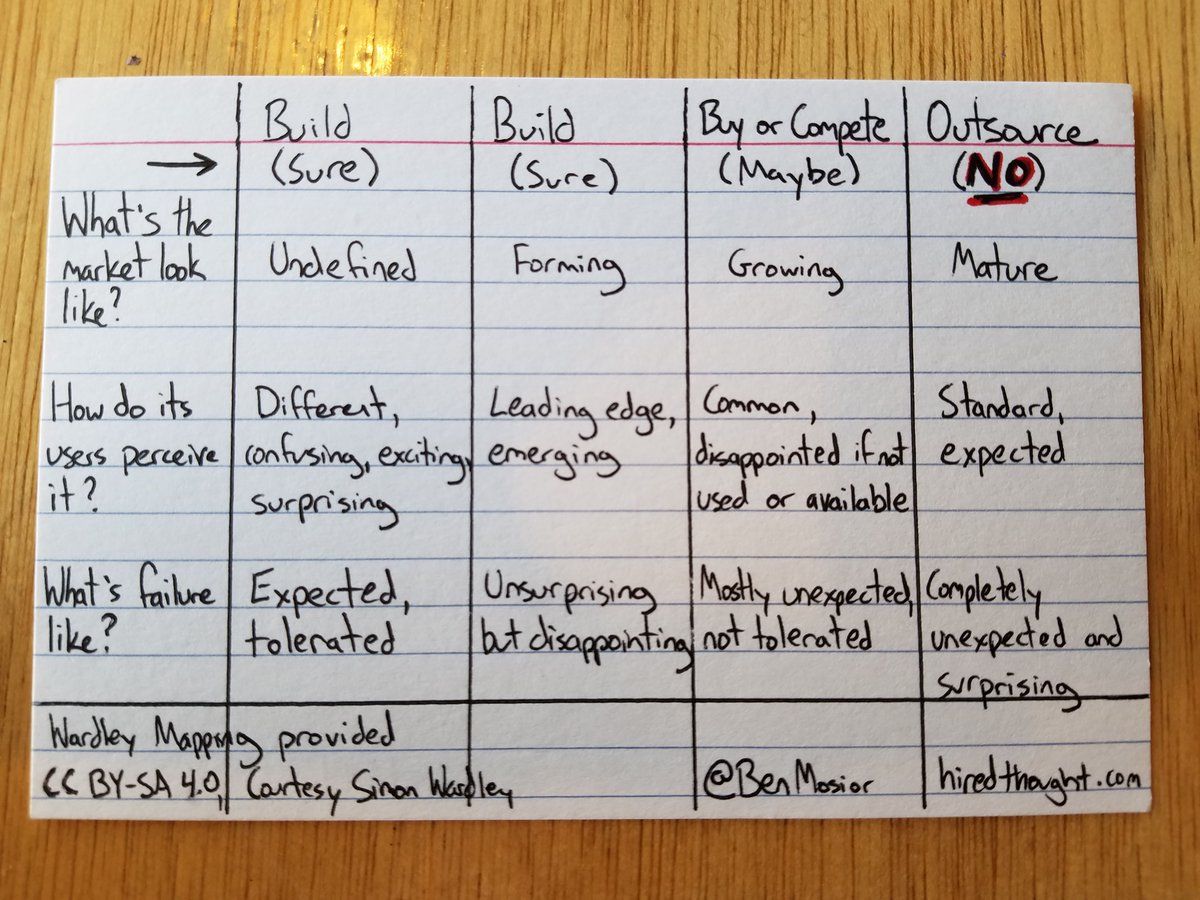 Build
(Sure)
Build
(Sure)
Buy or Compete
(Maybe)
Outsource
(NO)
What's the
market look
like?
Undefined
Forming
Growing
Mature
How do its
users perceive
it?
Different,
confusing, exciting,
surprising
Leading edge,
emerging
Common,
disappointed if not
used or available
Standard,
expected
What's failure
like?
Expected,
tolerated
Unsurprising
but disappointing
Mostly unexpected,
not tolerated
Completely
unexpected and
surprising
Wardley Mapping provided
CC BY-SA 4.0, Courtesy Simon Wardley
@BenMosior
hiredthought.com